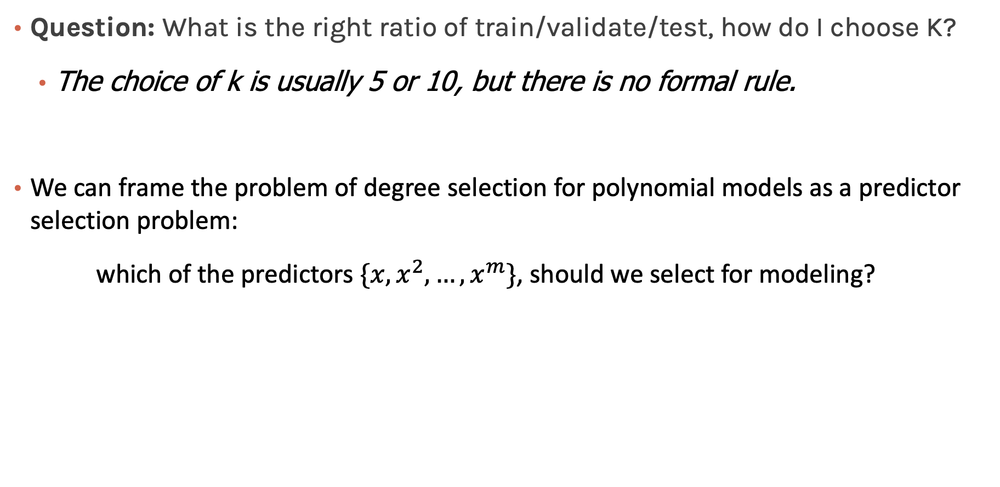 • Question: What is the right ratio of train/validate/test, how do I choose K?
• The choice of k is usually 5 or 10, but there is no formal rule.
• We can frame the problem of degree selection for polynomial models as a predictor
selection problem:
which of the predictors {𝑥, 𝑥², …, 𝑥ᵐ}, should we select for modeling?